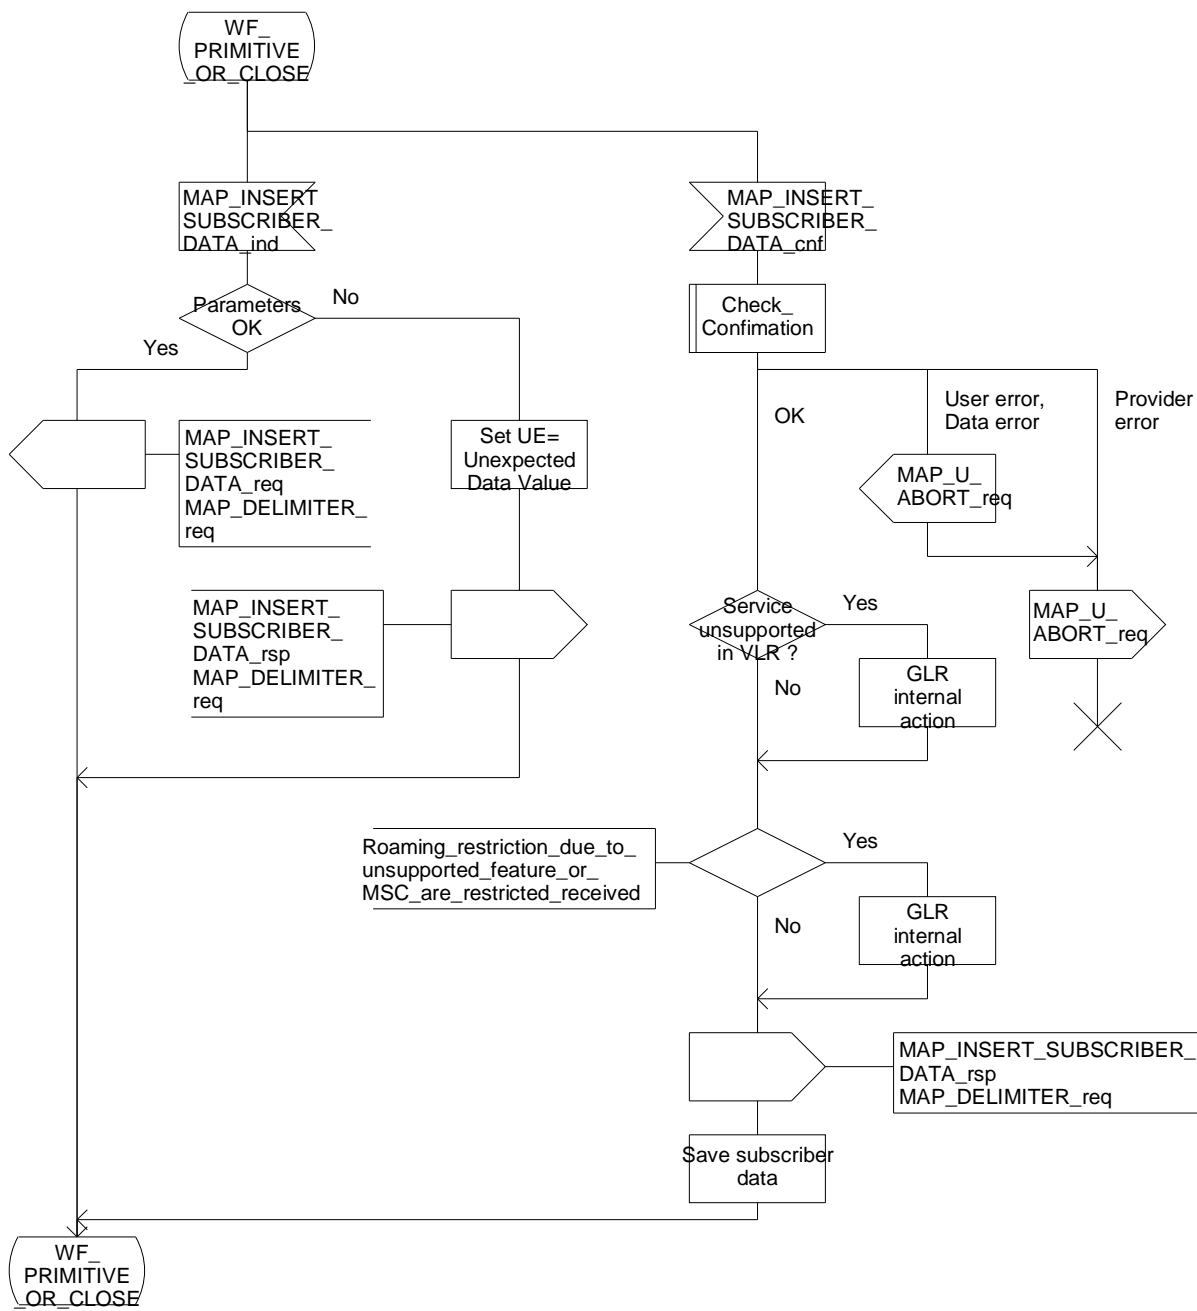 WF_
PRIMITIVE
_OR_CLOSE
MAP_INSERT
SUBSCRIBER_
DATA_ind
MAP_INSERT_
SUBSCRIBER_
DATA_cnf
Parameters
OK
No
Yes
Check_
Confimation
OK
User error,
Data error
Provider
error
MAP_INSERT_
SUBSCRIBER_
DATA_req
MAP_DELIMITER_
req
Set UE=
Unexpected
Data Value
MAP_U_
ABORT_req
MAP_INSERT_
SUBSCRIBER_
DATA_rsp
MAP_DELIMITER_
req
Service
unsupported
in VLR ?
Yes
No
MAP_U_
ABORT_req
GLR
internal
action
Roaming_restriction_due_to_
unsupported_feature_or_
MSC_are_restricted_received
Yes
No
GLR
internal
action
MAP_INSERT_SUBSCRIBER_
DATA_rsp
MAP_DELIMITER_req
Save subscriber
data
WF_
PRIMITIVE
_OR_CLOSE